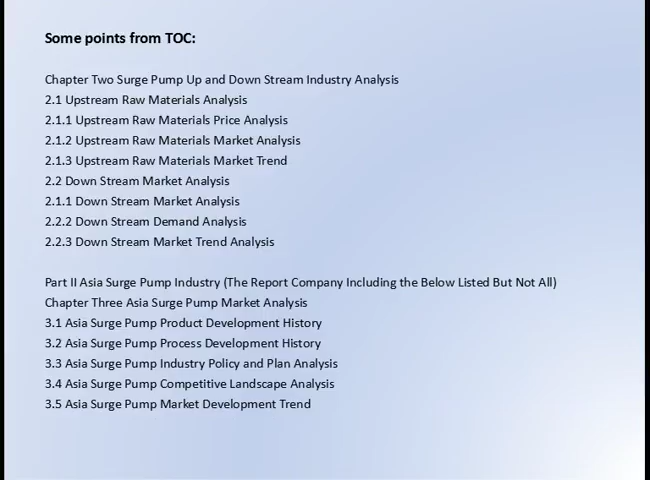 Some points from TOC:
Chapter Two Surge Pump Up and Down Stream Industry Analysis
2.1 Upstream Raw Materials Analysis
2.1.1 Upstream Raw Materials Price Analysis
2.1.2 Upstream Raw Materials Market Analysis
2.1.3 Upstream Raw Materials Market Trend
2.2 Down Stream Market Analysis
2.1.1 Down Stream Market Analysis
2.2.2 Down Stream Demand Analysis
2.2.3 Down Stream Market Trend Analysis
Part II Asia Surge Pump Industry (The Report Company Including the Below Listed But Not All)
Chapter Three Asia Surge Pump Market Analysis
3.1 Asia Surge Pump Product Development History
3.2 Asia Surge Pump Process Development History
3.3 Asia Surge Pump Industry Policy and Plan Analysis
3.4 Asia Surge Pump Competitive Landscape Analysis
3.5 Asia Surge Pump Market Development Trend